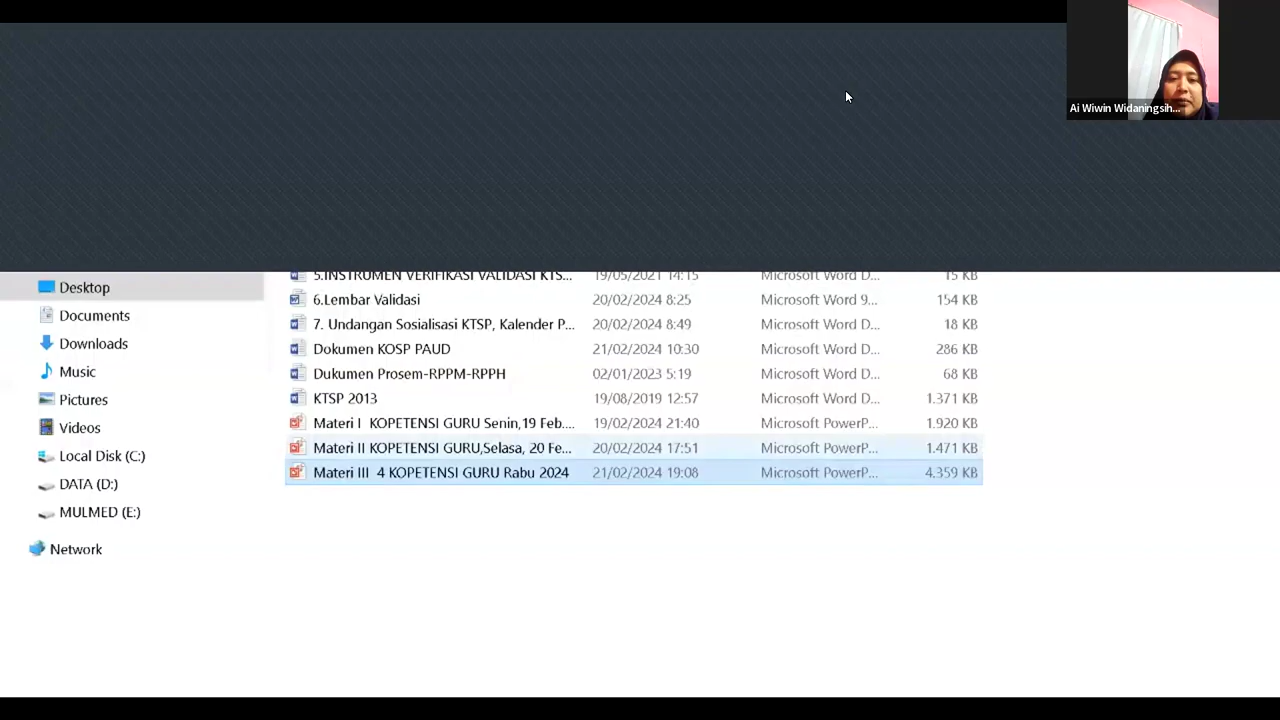 Ai Wiwin Widaningsih...
5.INSTRUMEN VERIFIKASI VALIDASI KTS... 19/05/2021 14:15 Microsoft Word D... 15 KB
Desktop
6.Lembar Validasi 20/02/2024 8:25 Microsoft Word 9... 154 KB
Documents
7. Undangan Sosialisasi KTSP, Kalender P... 20/02/2024 8:49 Microsoft Word D... 18 KB
Downloads
Dokumen KOSP PAUD 21/02/2024 10:30 Microsoft Word D... 286 KB
Music
Dukumen Prosem-RPPM-RPPH 02/01/2023 5:19 Microsoft Word D... 68 KB
Pictures
KTSP 2013 19/08/2019 12:57 Microsoft Word D... 1.371 KB
Videos
Materi I  KOPETENSI GURU Senin,19 Feb.... 19/02/2024 21:40 Microsoft PowerP... 1.920 KB
Local Disk (C:)
Materi II KOPETENSI GURU,Selasa, 20 Fe... 20/02/2024 17:51 Microsoft PowerP... 1.471 KB
DATA (D:)
Materi III  4 KOPETENSI GURU Rabu 2024 21/02/2024 19:08 Microsoft PowerP... 4.359 KB
MULMED (E:)
Network